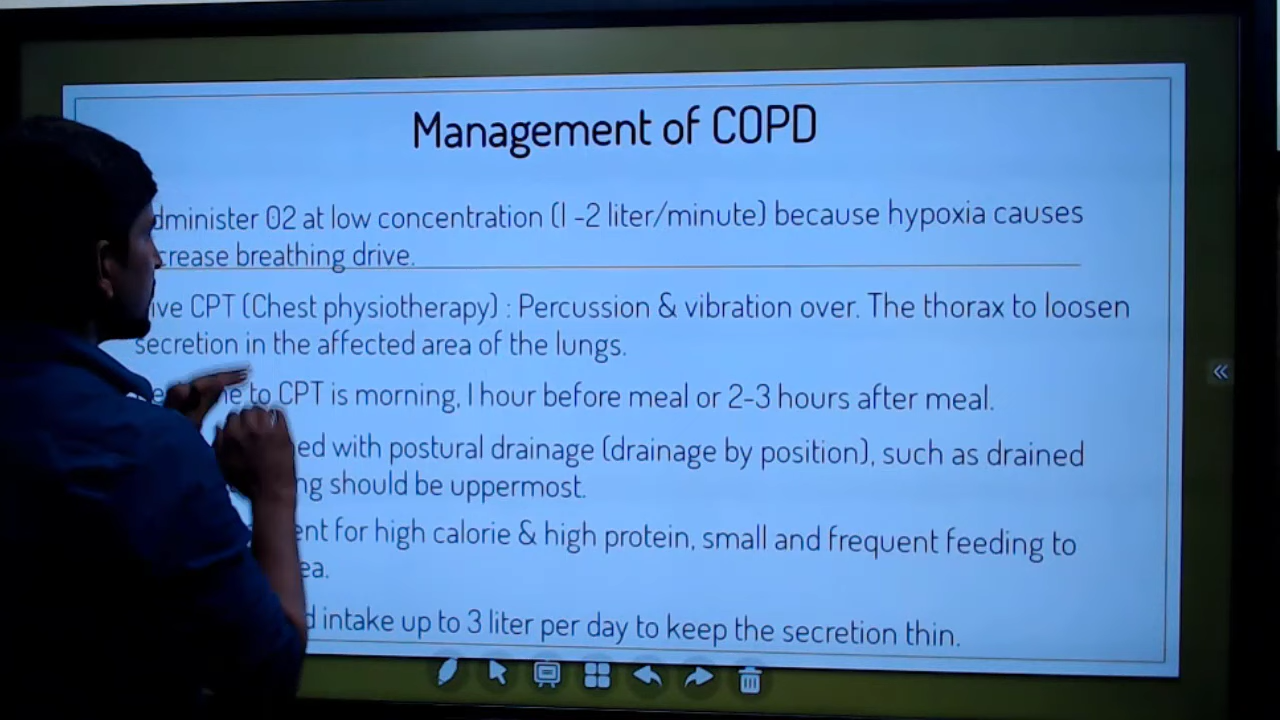 Management of COPD
dminister O2 at low concentration (1 -2 liter/minute) because hypoxia causes
crease breathing drive.
ive CPT (Chest physiotherapy) : Percussion & vibration over. The thorax to loosen
secretion in the affected area of the lungs.
to CPT is morning, 1 hour before meal or 2-3 hours after meal.
ed with postural drainage (drainage by position), such as drained
ng should be uppermost.
ent for high calorie & high protein, small and frequent feeding to
ea.
d intake up to 3 liter per day to keep the secretion thin.